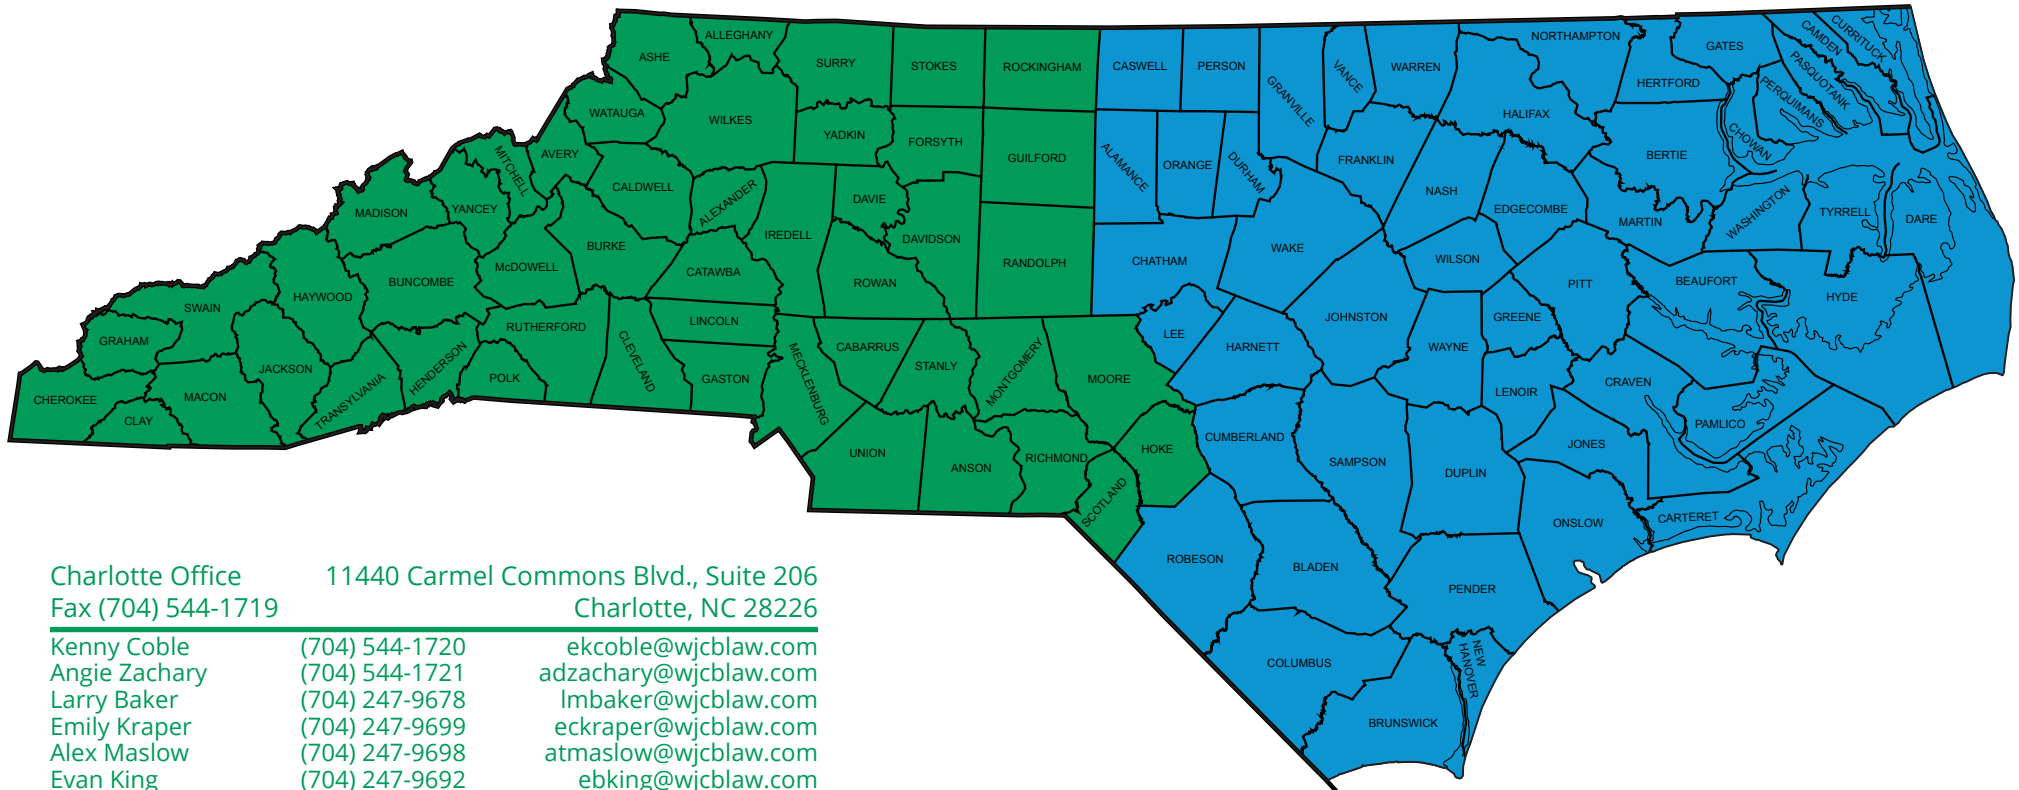 ALLEGHANY
ASHE
SURRY
STOKES
ROCKINGHAM
CASWELL
PERSON
GRANVILLE
VANCE
WARREN
NORTHAMPTON
GATES
CAMDEN
CURRITUCK
PASQUOTANK
HERTFORD
PERQUIMANS
CHOWAN
WATAUGA
WILKES
YADKIN
FORSYTH
GUILFORD
ALAMANCE
ORANGE
DURHAM
FRANKLIN
HALIFAX
BERTIE
MITCHELL
AVERY
CALDWELL
ALEXANDER
DAVIE
NASH
EDGECOMBE
MARTIN
WASHINGTON
TYRRELL
DARE
MADISON
YANCEY
IREDELL
DAVIDSON
RANDOLPH
CHATHAM
WAKE
WILSON
BURKE
McDOWELL
CATAWBA
ROWAN
BUNCOMBE
HAYWOOD
SWAIN
PITT
BEAUFORT
HYDE
GRAHAM
RUTHERFORD
LINCOLN
CLEVELAND
MECKLENBURG
CABARRUS
STANLY
MONTGOMERY
MOORE
LEE
HARNETT
JOHNSTON
GREENE
WAYNE
JACKSON
HENDERSON
TRANSYLVANIA
POLK
GASTON
LENOIR
CRAVEN
CHEROKEE
MACON
CLAY
PAMLICO
UNION
ANSON
RICHMOND
HOKE
SCOTLAND
CUMBERLAND
SAMPSON
DUPLIN
JONES
CARTERET
ONSLOW
ROBESON
BLADEN
PENDER
COLUMBUS
NEW HANOVER
BRUNSWICK
Charlotte Office 11440 Carmel Commons Blvd., Suite 206
Fax (704) 544-1719 Charlotte, NC 28226
Kenny Coble (704) 544-1720 ekcoble@wjcblaw.com
Angie Zachary (704) 544-1721 adzachary@wjcblaw.com
Larry Baker (704) 247-9678 lmbaker@wjcblaw.com
Emily Kraper (704) 247-9699 eckraper@wjcblaw.com
Alex Maslow (704) 247-9698 atmaslow@wjcblaw.com
Evan King (704) 247-9692 ebking@wjcblaw.com